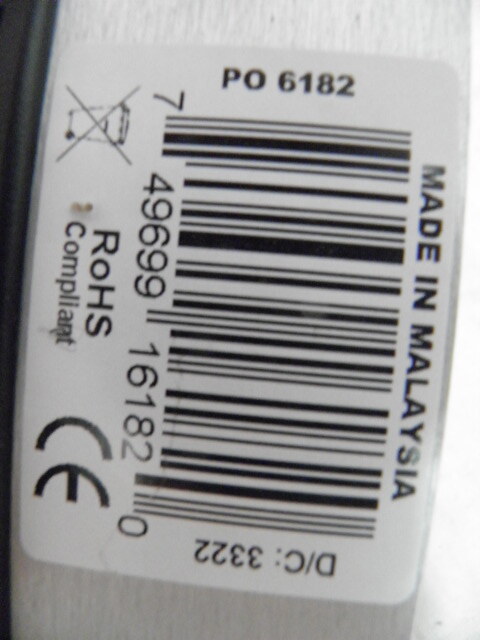 PO 6182
MADE IN MALAYSIA
7 49699 16182 0
RoHS
Compliant
CE
D/C: 3322